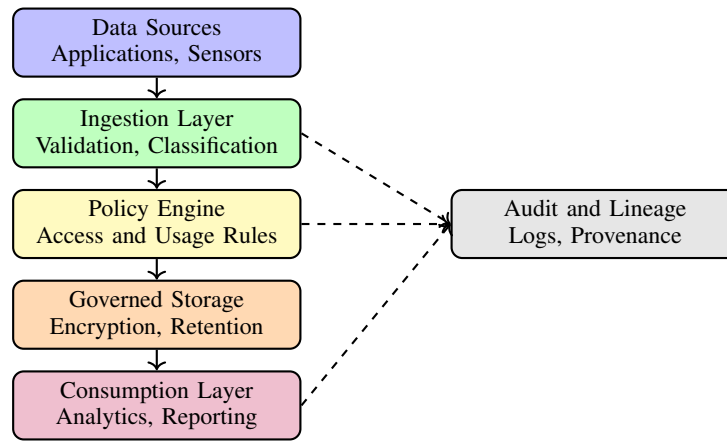 Data Sources
Applications, Sensors
Ingestion Layer
Validation, Classification
Policy Engine
Access and Usage Rules
Audit and Lineage
Logs, Provenance
Governed Storage
Encryption, Retention
Consumption Layer
Analytics, Reporting